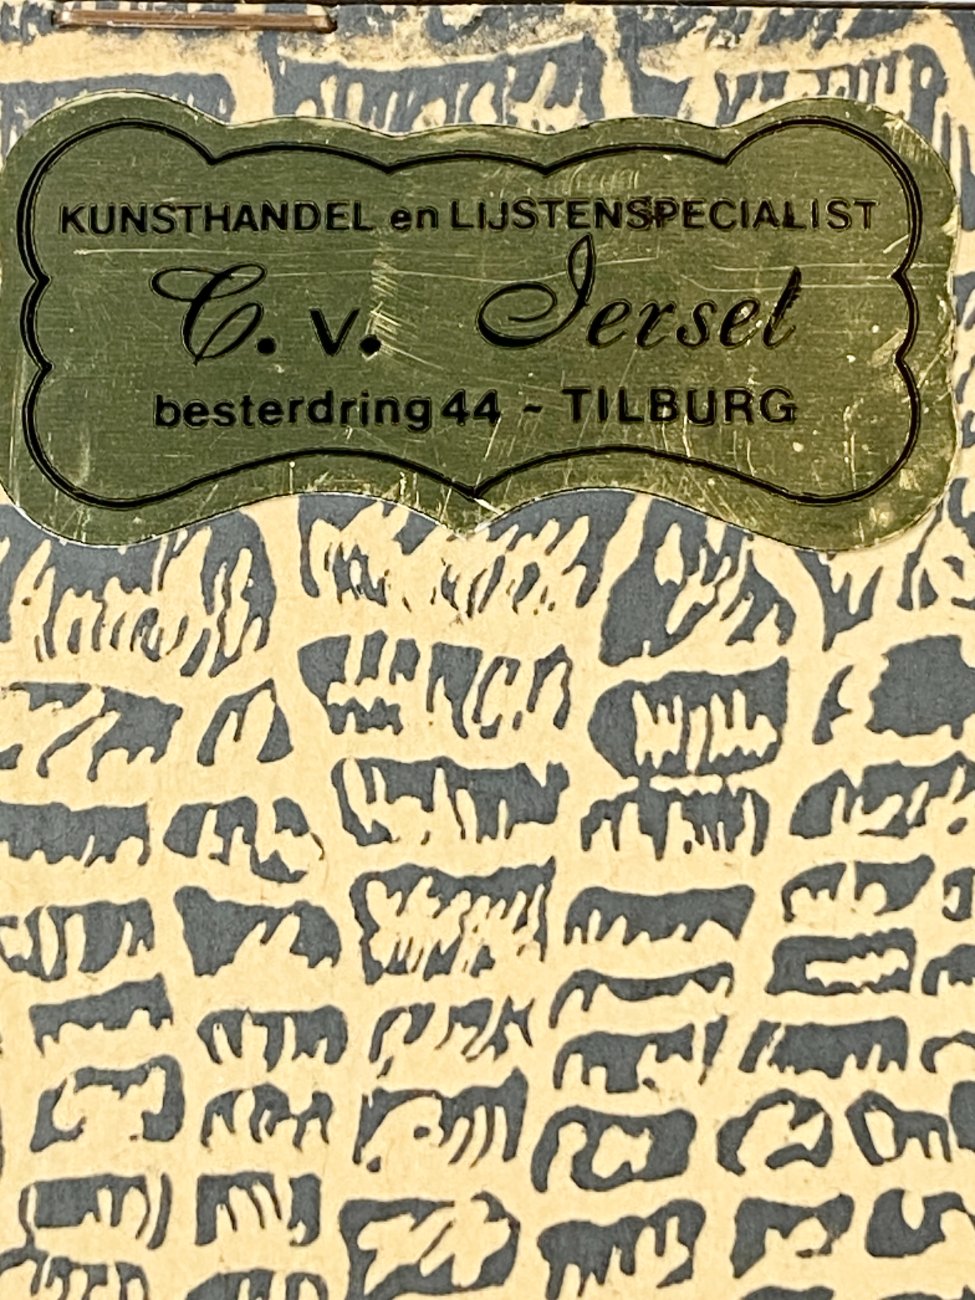 KUNSTHANDEL en LIJSTENSPECIALIST
C. v. Iersel
besterdring 44 ~ TILBURG